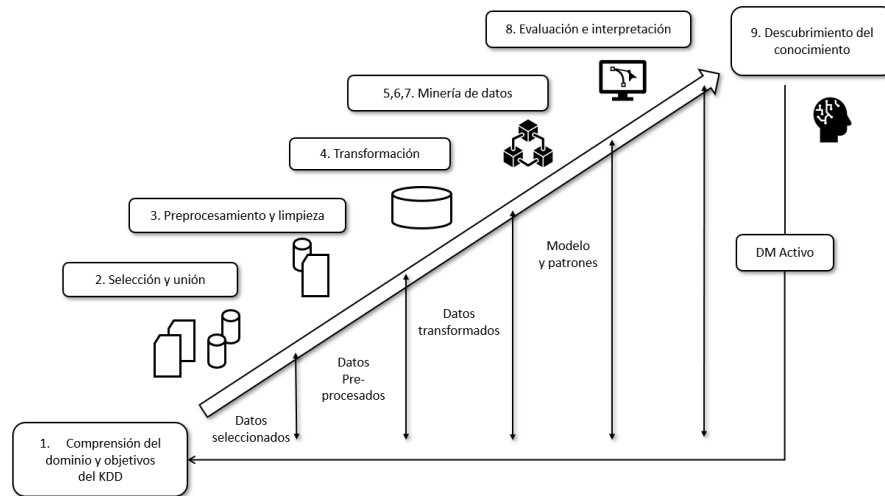 8. Evaluación e interpretación
9. Descubrimiento del
conocimiento
5,6,7. Minería de datos
4. Transformación
3. Preprocesamiento y limpieza
2. Selección y unión
Modelo
y patrones
DM Activo
Datos
transformados
Datos
Pre-
procesados
Datos
seleccionados
1. Comprensión del
dominio y objetivos
del KDD